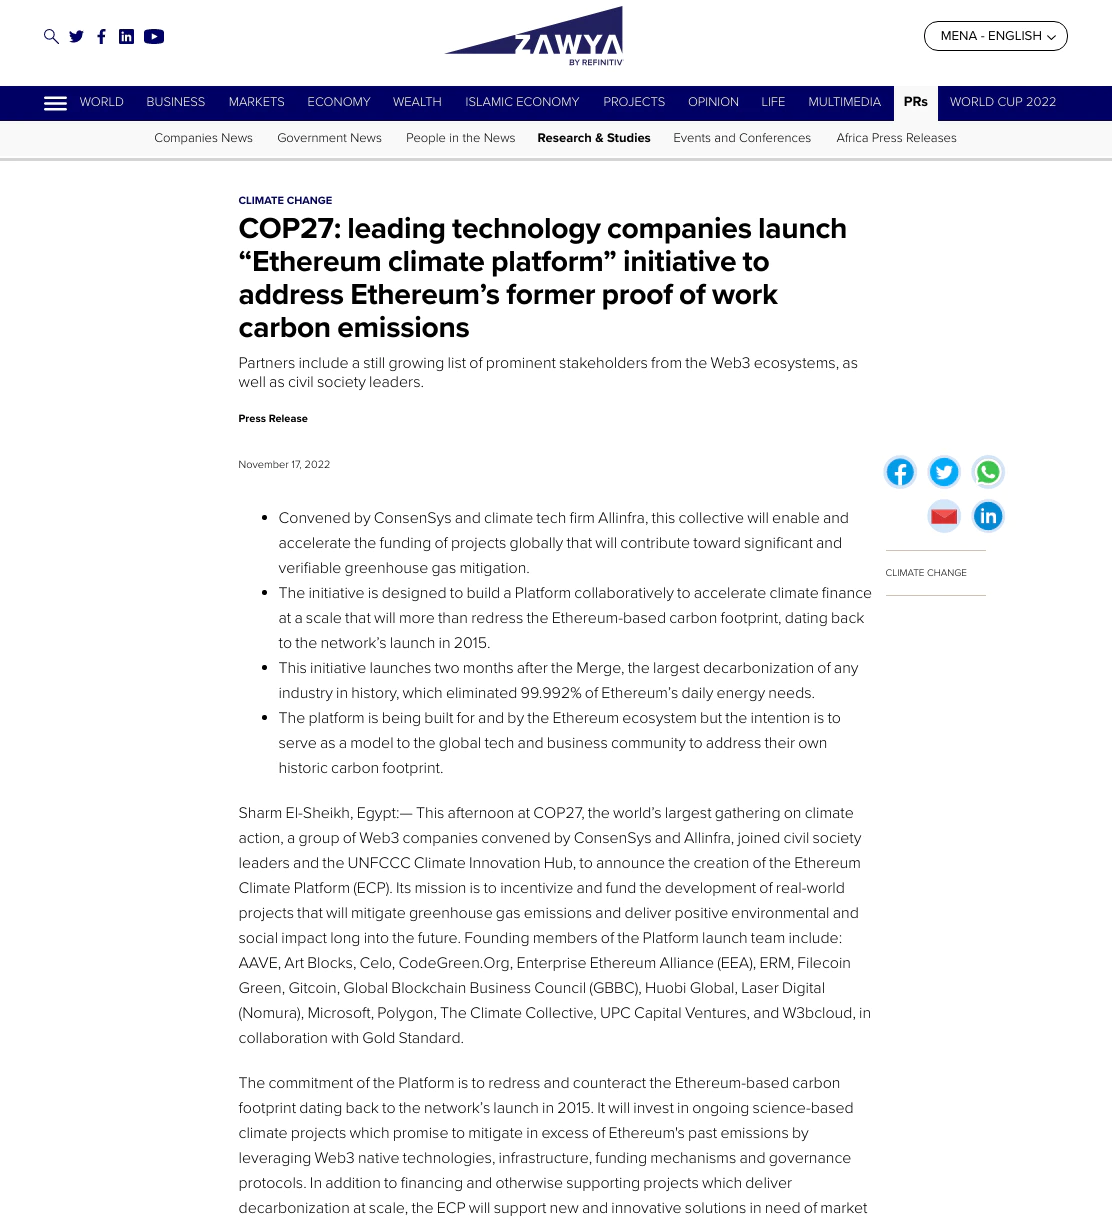 ZAWYA
BY REFINITIV
MENA - ENGLISH
WORLD BUSINESS MARKETS ECONOMY WEALTH ISLAMIC ECONOMY PROJECTS OPINION LIFE MULTIMEDIA PRs WORLD CUP 2022
Companies News Government News People in the News Research & Studies Events and Conferences Africa Press Releases
CLIMATE CHANGE
COP27: leading technology companies launch
“Ethereum climate platform” initiative to
address Ethereum’s former proof of work
carbon emissions
Partners include a still growing list of prominent stakeholders from the Web3 ecosystems, as
well as civil society leaders.
Press Release
November 17, 2022
• Convened by ConsenSys and climate tech firm Allinfra, this collective will enable and
accelerate the funding of projects globally that will contribute toward significant and
verifiable greenhouse gas mitigation.
• The initiative is designed to build a Platform collaboratively to accelerate climate finance
at a scale that will more than redress the Ethereum-based carbon footprint, dating back
to the network’s launch in 2015.
• This initiative launches two months after the Merge, the largest decarbonization of any
industry in history, which eliminated 99.992% of Ethereum’s daily energy needs.
• The platform is being built for and by the Ethereum ecosystem but the intention is to
serve as a model to the global tech and business community to address their own
historic carbon footprint.
CLIMATE CHANGE
Sharm El-Sheikh, Egypt:— This afternoon at COP27, the world’s largest gathering on climate
action, a group of Web3 companies convened by ConsenSys and Allinfra, joined civil society
leaders and the UNFCCC Climate Innovation Hub, to announce the creation of the Ethereum
Climate Platform (ECP). Its mission is to incentivize and fund the development of real-world
projects that will mitigate greenhouse gas emissions and deliver positive environmental and
social impact long into the future. Founding members of the Platform launch team include:
AAVE, Art Blocks, Celo, CodeGreen.Org, Enterprise Ethereum Alliance (EEA), ERM, Filecoin
Green, Gitcoin, Global Blockchain Business Council (GBBC), Huobi Global, Laser Digital
(Nomura), Microsoft, Polygon, The Climate Collective, UPC Capital Ventures, and W3bcloud, in
collaboration with Gold Standard.
The commitment of the Platform is to redress and counteract the Ethereum-based carbon
footprint dating back to the network’s launch in 2015. It will invest in ongoing science-based
climate projects which promise to mitigate in excess of Ethereum's past emissions by
leveraging Web3 native technologies, infrastructure, funding mechanisms and governance
protocols. In addition to financing and otherwise supporting projects which deliver
decarbonization at scale, the ECP will support new and innovative solutions in need of market